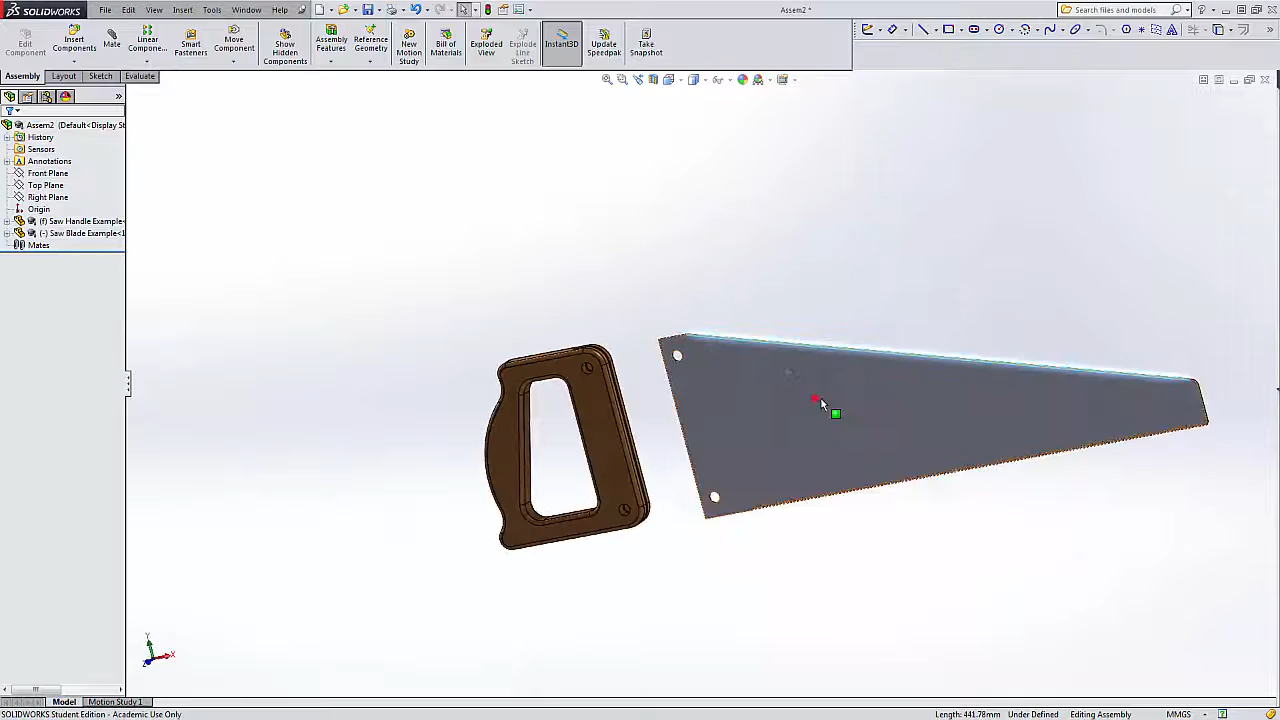 SOLIDWORKS
File Edit View Insert Tools Window Help
Assem2 *
Search files and models
Edit Component
Insert Components
Mate
Linear Compon...
Smart Fasteners
Move Component
Show Hidden Components
Assembly Features
Reference Geometry
New Motion Study
Bill of Materials
Exploded View
Explode Line Sketch
Instant3D
Update Speedpak
Take Snapshot
Assembly Layout Sketch Evaluate
Assem2 (Default<Display St
History
Sensors
Annotations
Front Plane
Top Plane
Right Plane
Origin
(f) Saw Handle Example<
(-) Saw Blade Example<1
Mates
Y
X
Z
Model Motion Study 1
SOLIDWORKS Student Edition - Academic Use Only
Length: 441.78mm Under Defined Editing Assembly MMGS